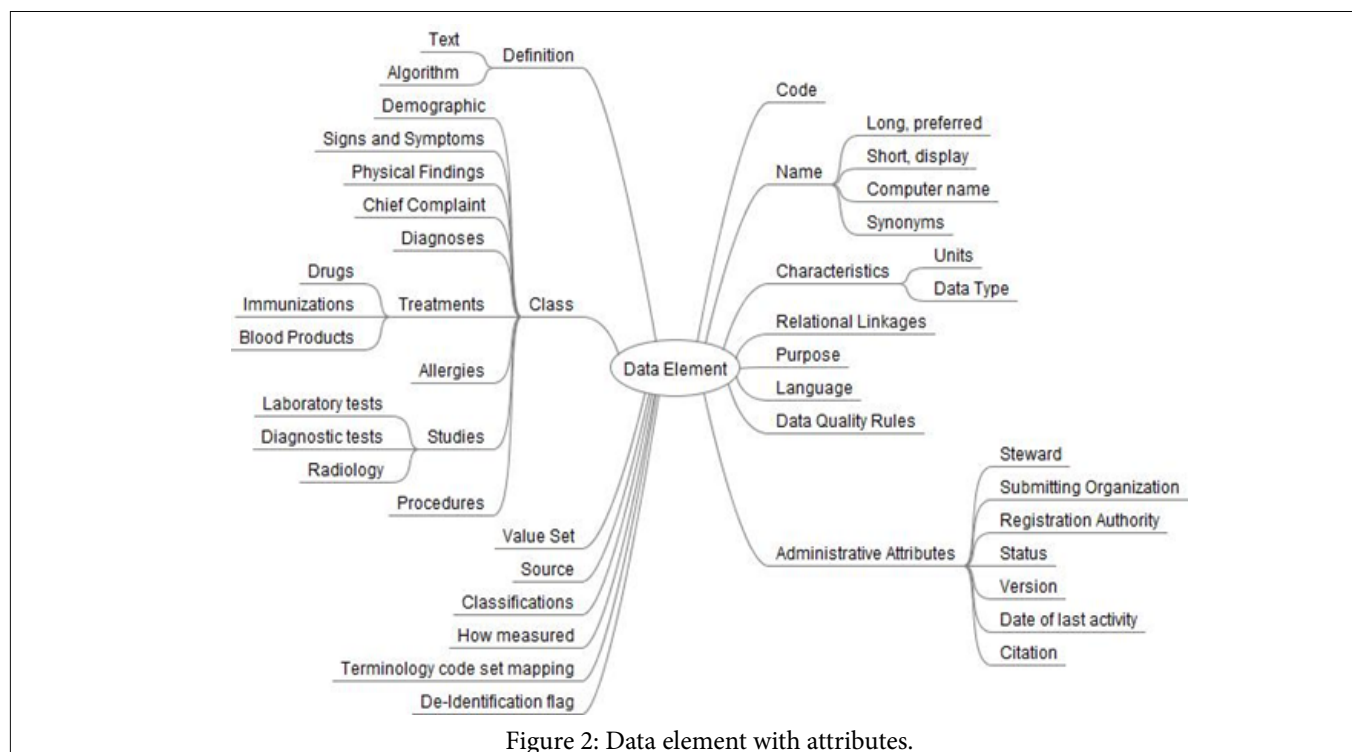 Text
Algorithm
Definition
Demographic
Signs and Symptoms
Physical Findings
Chief Complaint
Diagnoses
Drugs
Immunizations
Blood Products
Treatments
Class
Allergies
Laboratory tests
Diagnostic tests
Radiology
Studies
Procedures
Value Set
Source
Classifications
How measured
Terminology code set mapping
De-Identification flag
Data Element
Code
Name
Long, preferred
Short, display
Computer name
Synonyms
Characteristics
Units
Data Type
Relational Linkages
Purpose
Language
Data Quality Rules
Administrative Attributes
Steward
Submitting Organization
Registration Authority
Status
Version
Date of last activity
Citation
Figure 2: Data element with attributes.